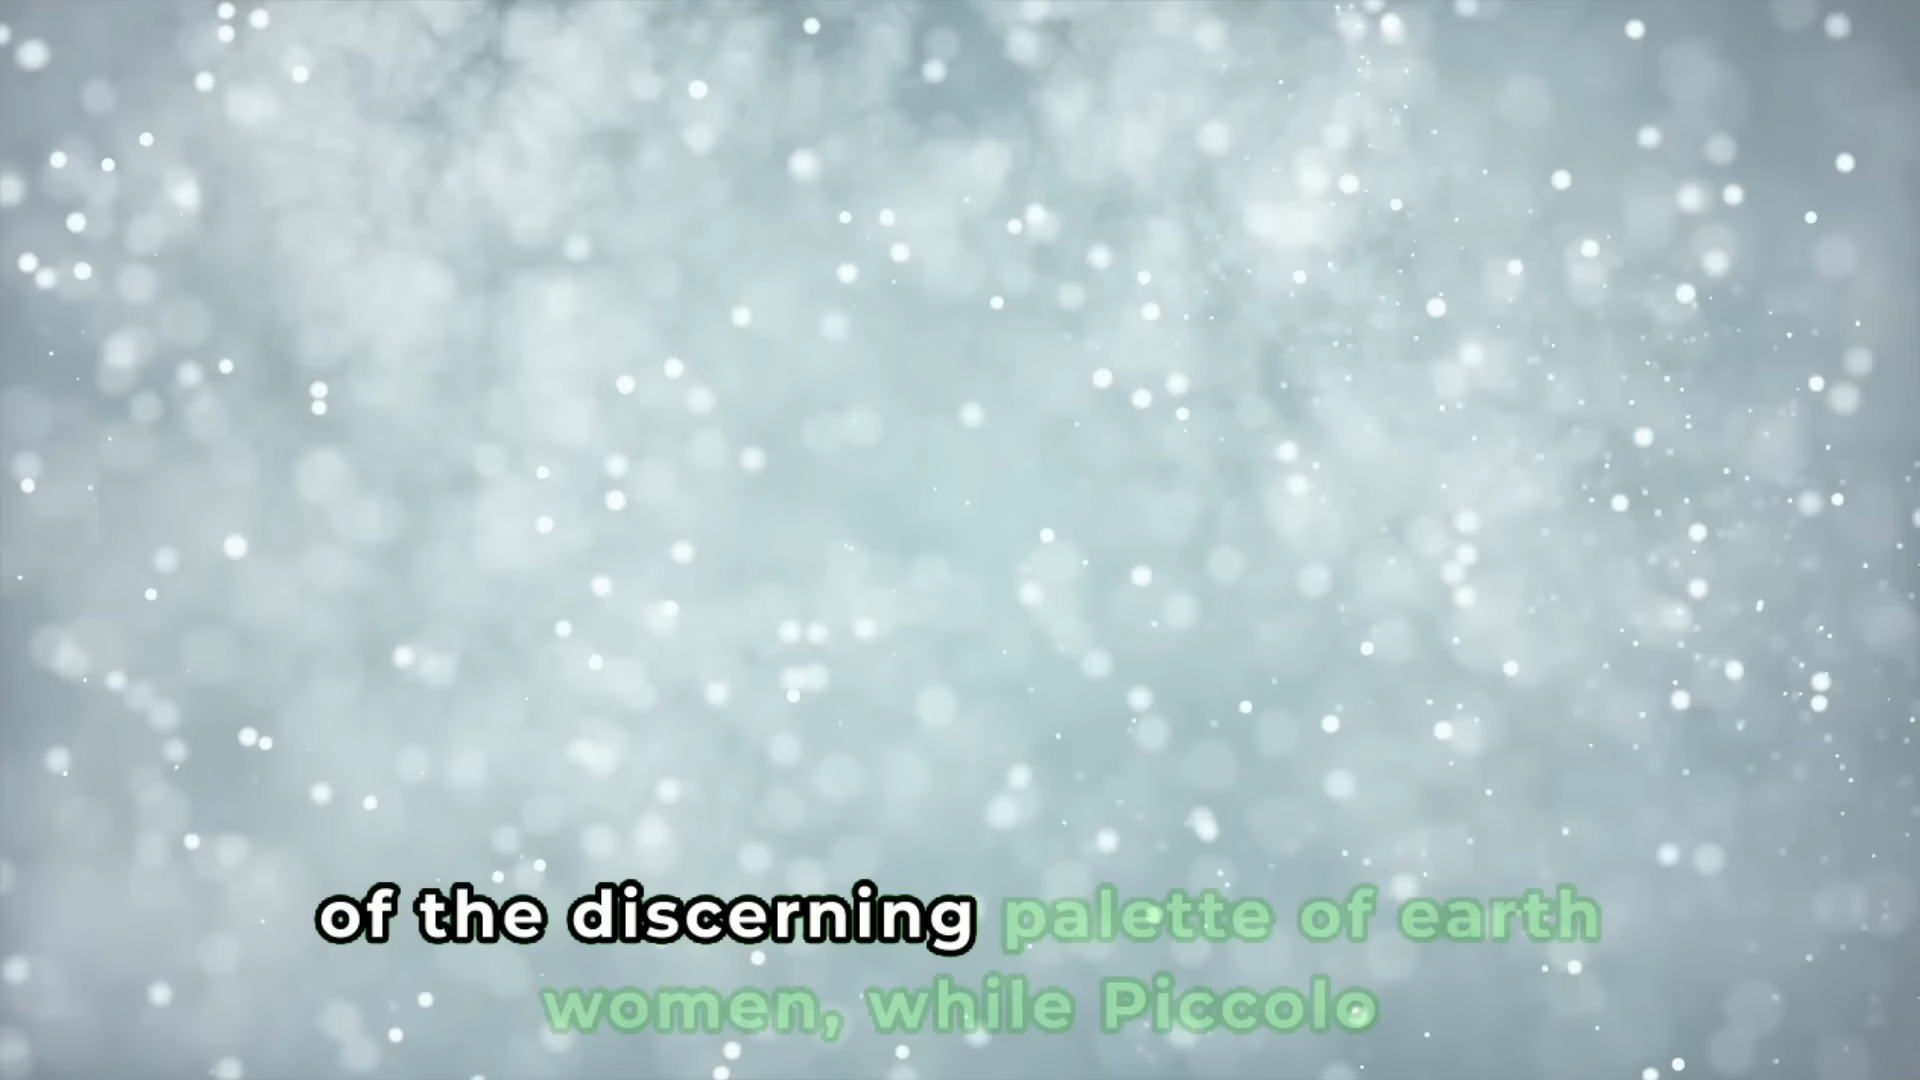 of the discerning palette of earth
women, while Piccolo